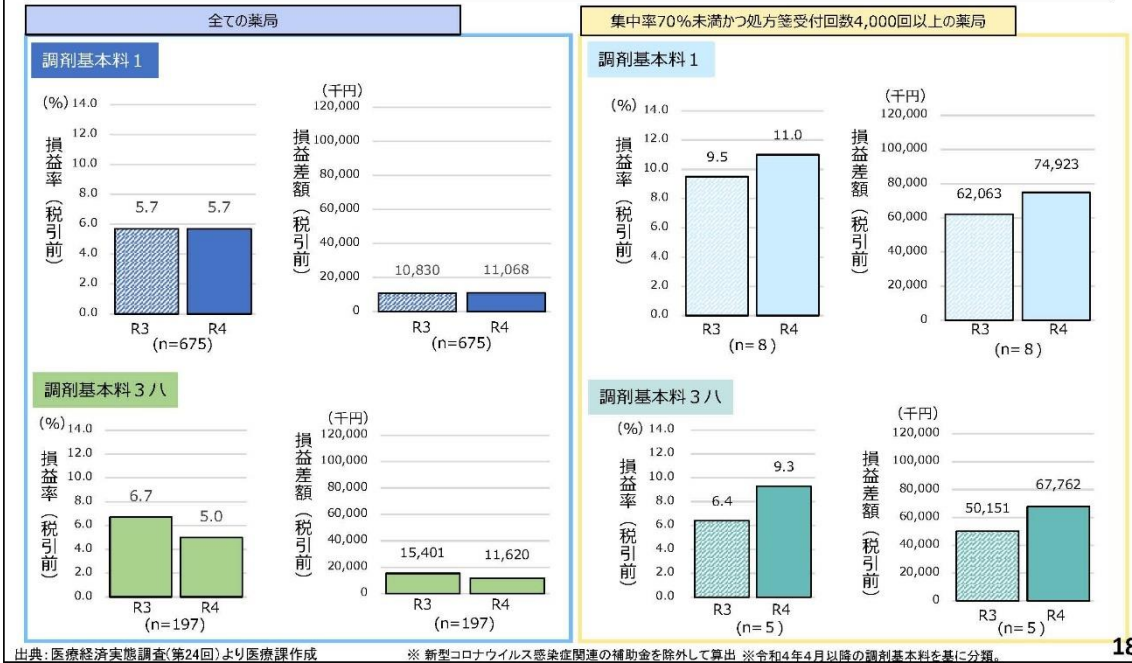 全ての薬局
調剤基本料1
(%)
14.0
12.0
10.0
8.0
6.0
4.0
2.0
0.0
損益率（税引前）
5.7
5.7
R3
R4
(n=675)
(千円)
120,000
100,000
80,000
60,000
40,000
20,000
0
損益差額（税引前）
10,830
11,068
R3
R4
(n=675)
調剤基本料3ハ
(%)
14.0
12.0
10.0
8.0
6.0
4.0
2.0
0.0
損益率（税引前）
6.7
5.0
R3
R4
(n=197)
(千円)
120,000
100,000
80,000
60,000
40,000
20,000
0
損益差額（税引前）
15,401
11,620
R3
R4
(n=197)
集中率70%未満かつ処方箋受付回数4,000回以上の薬局
調剤基本料1
(%)
14.0
12.0
10.0
8.0
6.0
4.0
2.0
0.0
損益率（税引前）
9.5
11.0
R3
R4
(n=8)
(千円)
120,000
100,000
80,000
60,000
40,000
20,000
0
損益差額（税引前）
62,063
74,923
R3
R4
(n=8)
調剤基本料3ハ
(%)
14.0
12.0
10.0
8.0
6.0
4.0
2.0
0.0
損益率（税引前）
6.4
9.3
R3
R4
(n=5)
(千円)
120,000
100,000
80,000
60,000
40,000
20,000
0
損益差額（税引前）
50,151
67,762
R3
R4
(n=5)
出典：医療経済実態調査（第24回）より医療課作成　※ 新型コロナウイルス感染症関連の補助金を除外して算出 ※令和4年4月以降の調剤基本料を基に分類。
18